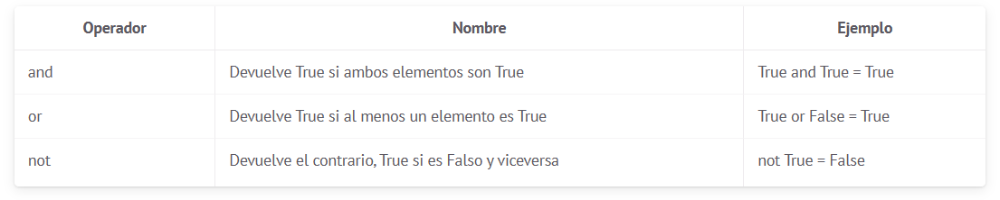 Operador Nombre Ejemplo
and Devuelve True si ambos elementos son True True and True = True
or Devuelve True si al menos un elemento es True True or False = True
not Devuelve el contrario, True si es Falso y viceversa not True = False